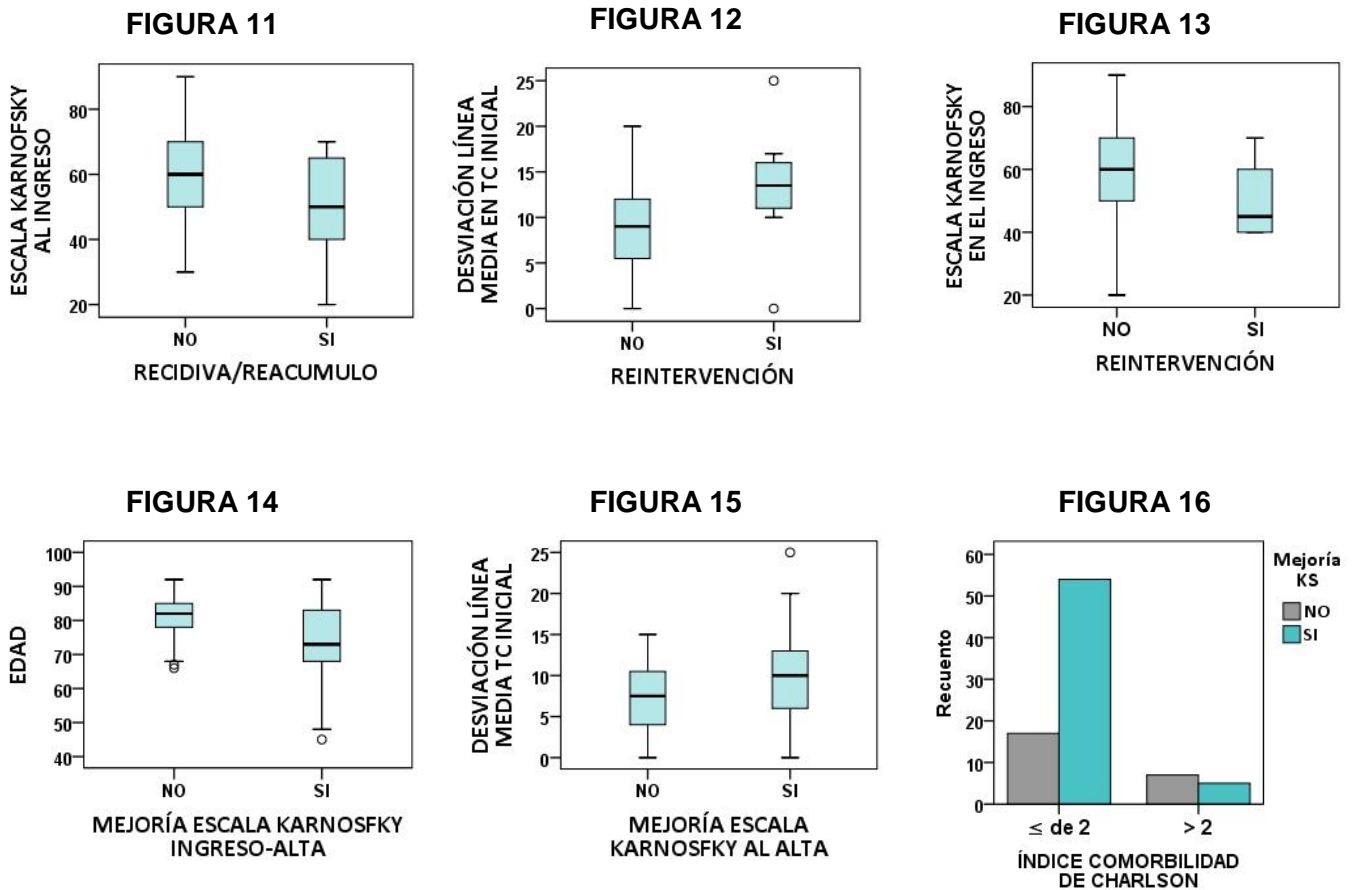 FIGURA 11
ESCALA KARNOFSKY
AL INGRESO
80
60
40
20
NO
SI
RECIDIVA/REACUMULO
FIGURA 12
DESVIACIÓN LÍNEA
MEDIA EN TC INICIAL
25
20
15
10
5
0
NO
SI
REINTERVENCIÓN
FIGURA 13
ESCALA KARNOFSKY
EN EL INGRESO
80
60
40
20
NO
SI
REINTERVENCIÓN
FIGURA 14
EDAD
100
90
80
70
60
50
40
NO
SI
MEJORÍA ESCALA KARNOSFKY
INGRESO-ALTA
FIGURA 15
DESVIACIÓN LÍNEA
MEDIA TC INICIAL
25
20
15
10
5
0
NO
SI
MEJORÍA ESCALA
KARNOSFKY AL ALTA
FIGURA 16
Recuento
60
50
40
30
20
10
0
≤ de 2
> 2
ÍNDICE COMORBILIDAD
DE CHARLSON
Mejoría
KS
NO
SI